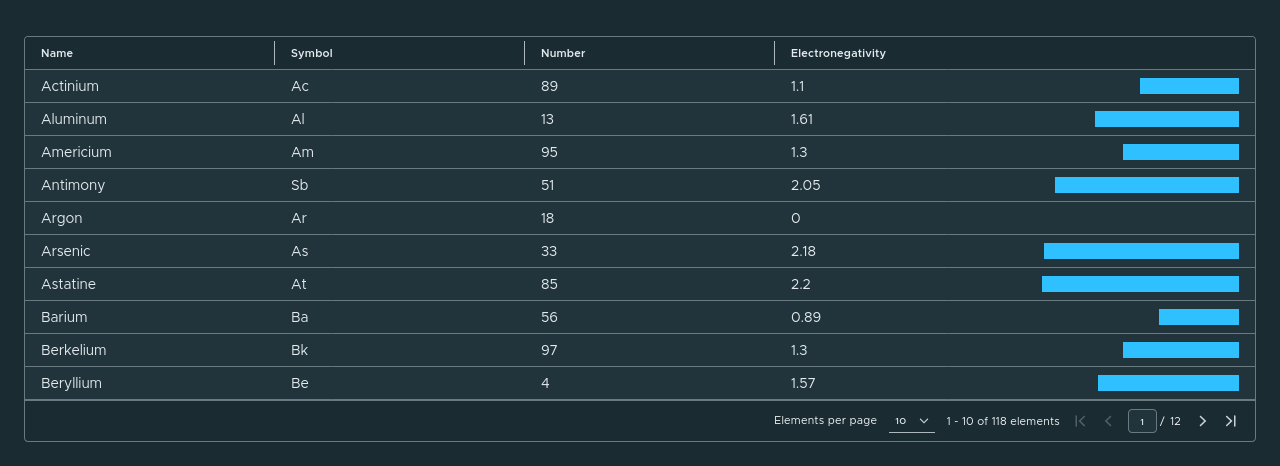 Name Symbol Number Electronegativity
Actinium Ac 89 1.1
Aluminum Al 13 1.61
Americium Am 95 1.3
Antimony Sb 51 2.05
Argon Ar 18 0
Arsenic As 33 2.18
Astatine At 85 2.2
Barium Ba 56 0.89
Berkelium Bk 97 1.3
Beryllium Be 4 1.57
Elements per page 10 1 - 10 of 118 elements 1 / 12